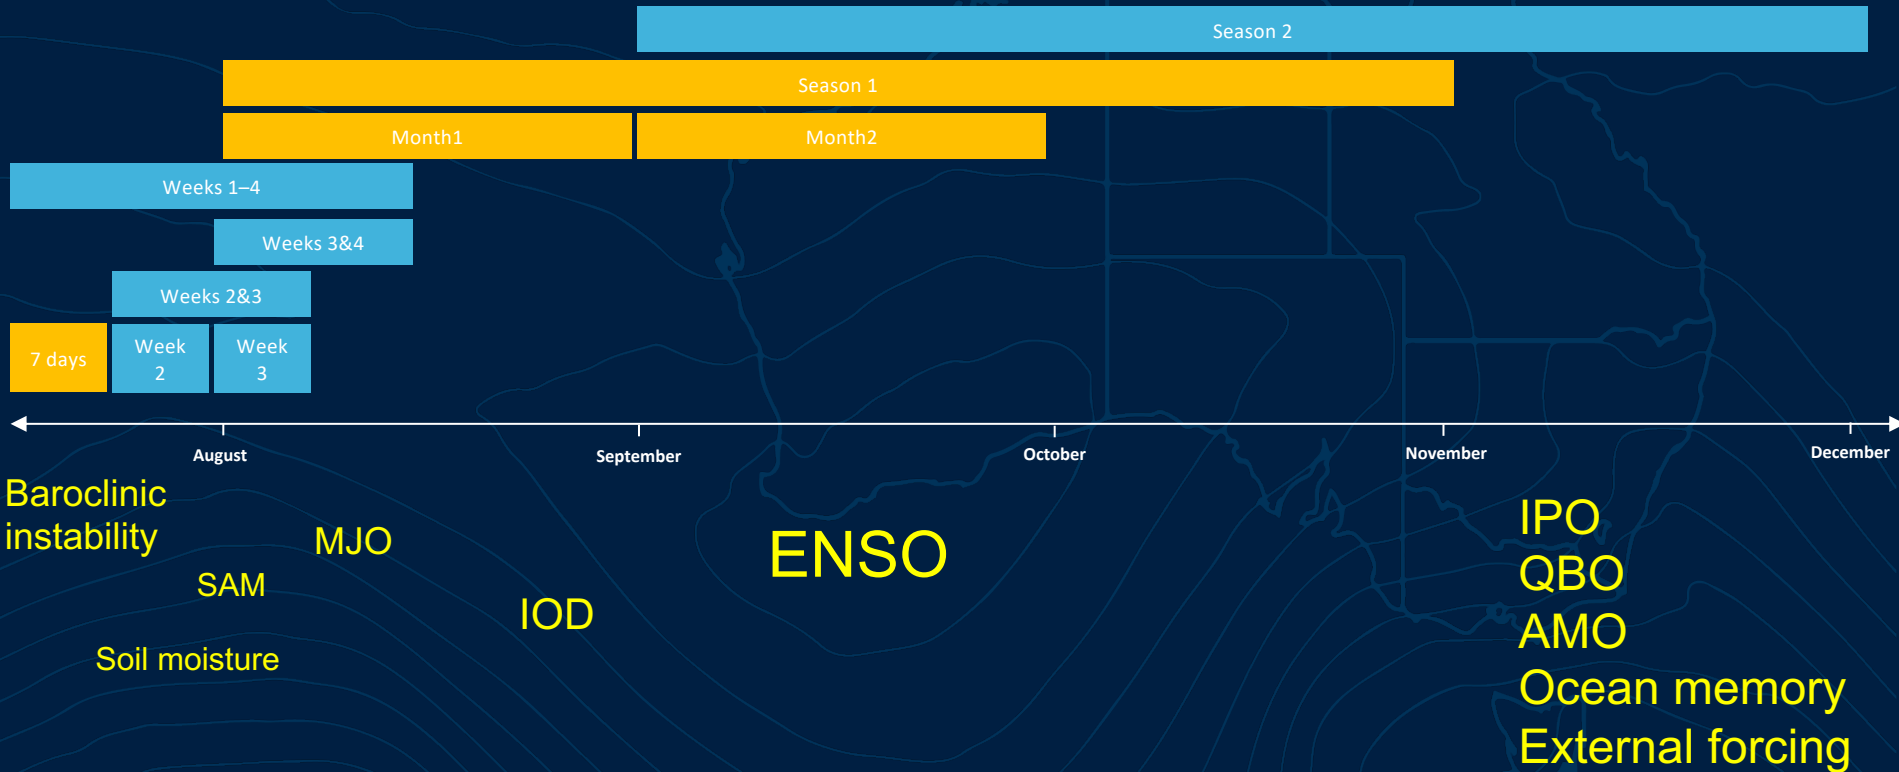 Season 2
Season 1
Month1
Month2
Weeks 1–4
Weeks 3&4
Weeks 2&3
7 days
Week
2
Week
3
August
September
October
November
December
Baroclinic
instability
MJO
SAM
Soil moisture
IOD
ENSO
IPO
QBO
AMO
Ocean memory
External forcing